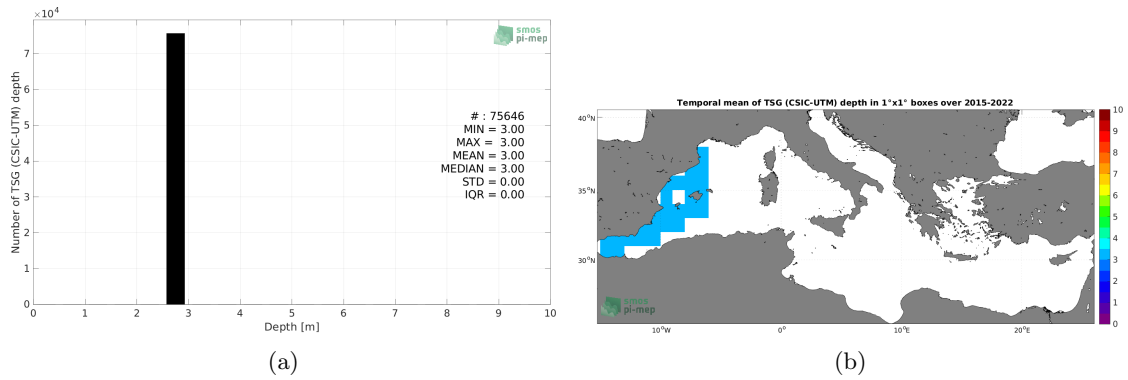 ×10⁴
7
6
5
4
3
2
1
0
Number of TSG (CSIC-UTM) depth
smos
pi-mep
# : 75646
MIN = 3.00
MAX = 3.00
MEAN = 3.00
MEDIAN = 3.00
STD = 0.00
IQR = 0.00
0 1 2 3 4 5 6 7 8 9 10
Depth [m]
(a)
Temporal mean of TSG (CSIC-UTM) depth in 1°x1° boxes over 2015-2022
40°N
35°N
30°N
smos
pi-mep
10°W 0° 10°E 20°E
10
9
8
7
6
5
4
3
2
1
0
(b)